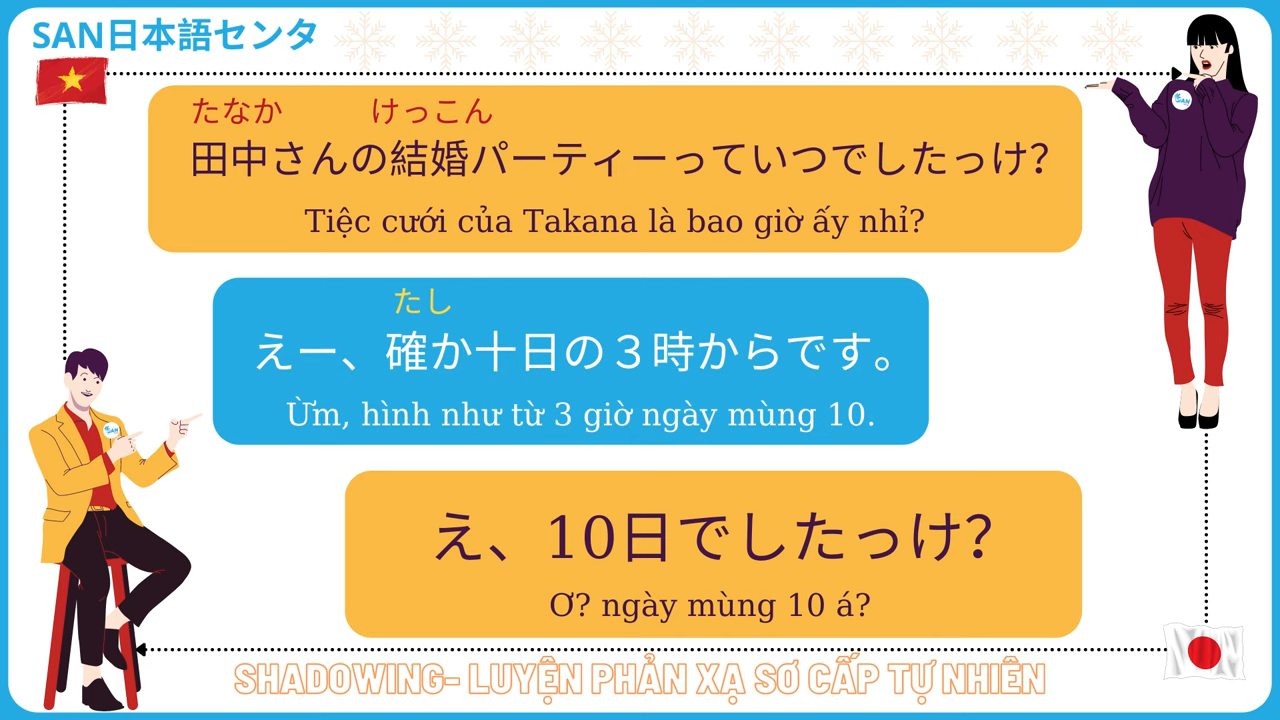 SAN日本語センタ
たなか けっこん
田中さんの結婚パーティーっていつでしたっけ？
Tiệc cưới của Takana là bao giờ ấy nhỉ?
たし
えー、確か十日の３時からです。
Ừm, hình như từ 3 giờ ngày mùng 10.
え、10日でしたっけ？
Ơ? ngày mùng 10 á?
SHADOWING- LUYỆN PHẢN XẠ SƠ CẤP TỰ NHIÊN
SAN
SAN